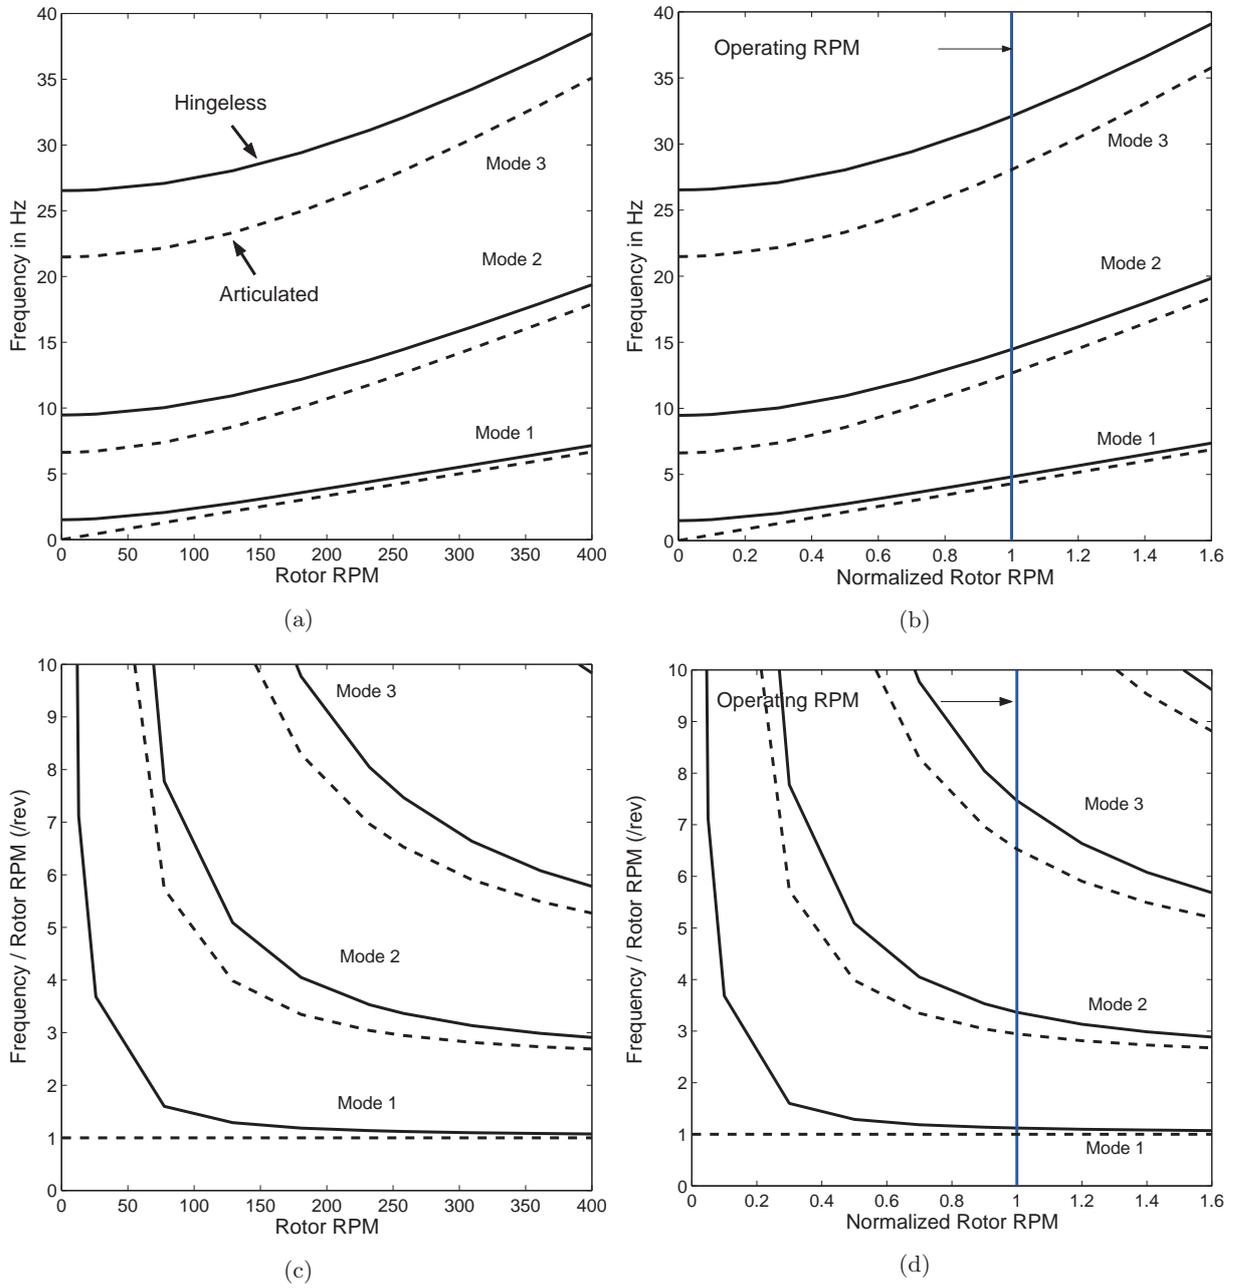 40
35
30
25
20
15
10
5
0
Frequency in Hz
Hingeless
Articulated
Mode 3
Mode 2
Mode 1
0 50 100 150 200 250 300 350 400
Rotor RPM
(a)
40
35
30
25
20
15
10
5
0
Frequency in Hz
Operating RPM
Mode 3
Mode 2
Mode 1
0 0.2 0.4 0.6 0.8 1 1.2 1.4 1.6
Normalized Rotor RPM
(b)
10
9
8
7
6
5
4
3
2
1
0
Frequency / Rotor RPM (/rev)
Mode 3
Mode 2
Mode 1
0 50 100 150 200 250 300 350 400
Rotor RPM
(c)
10
9
8
7
6
5
4
3
2
1
0
Frequency / Rotor RPM (/rev)
Operating RPM
Mode 3
Mode 2
Mode 1
0 0.2 0.4 0.6 0.8 1 1.2 1.4 1.6
Normalized Rotor RPM
(d)